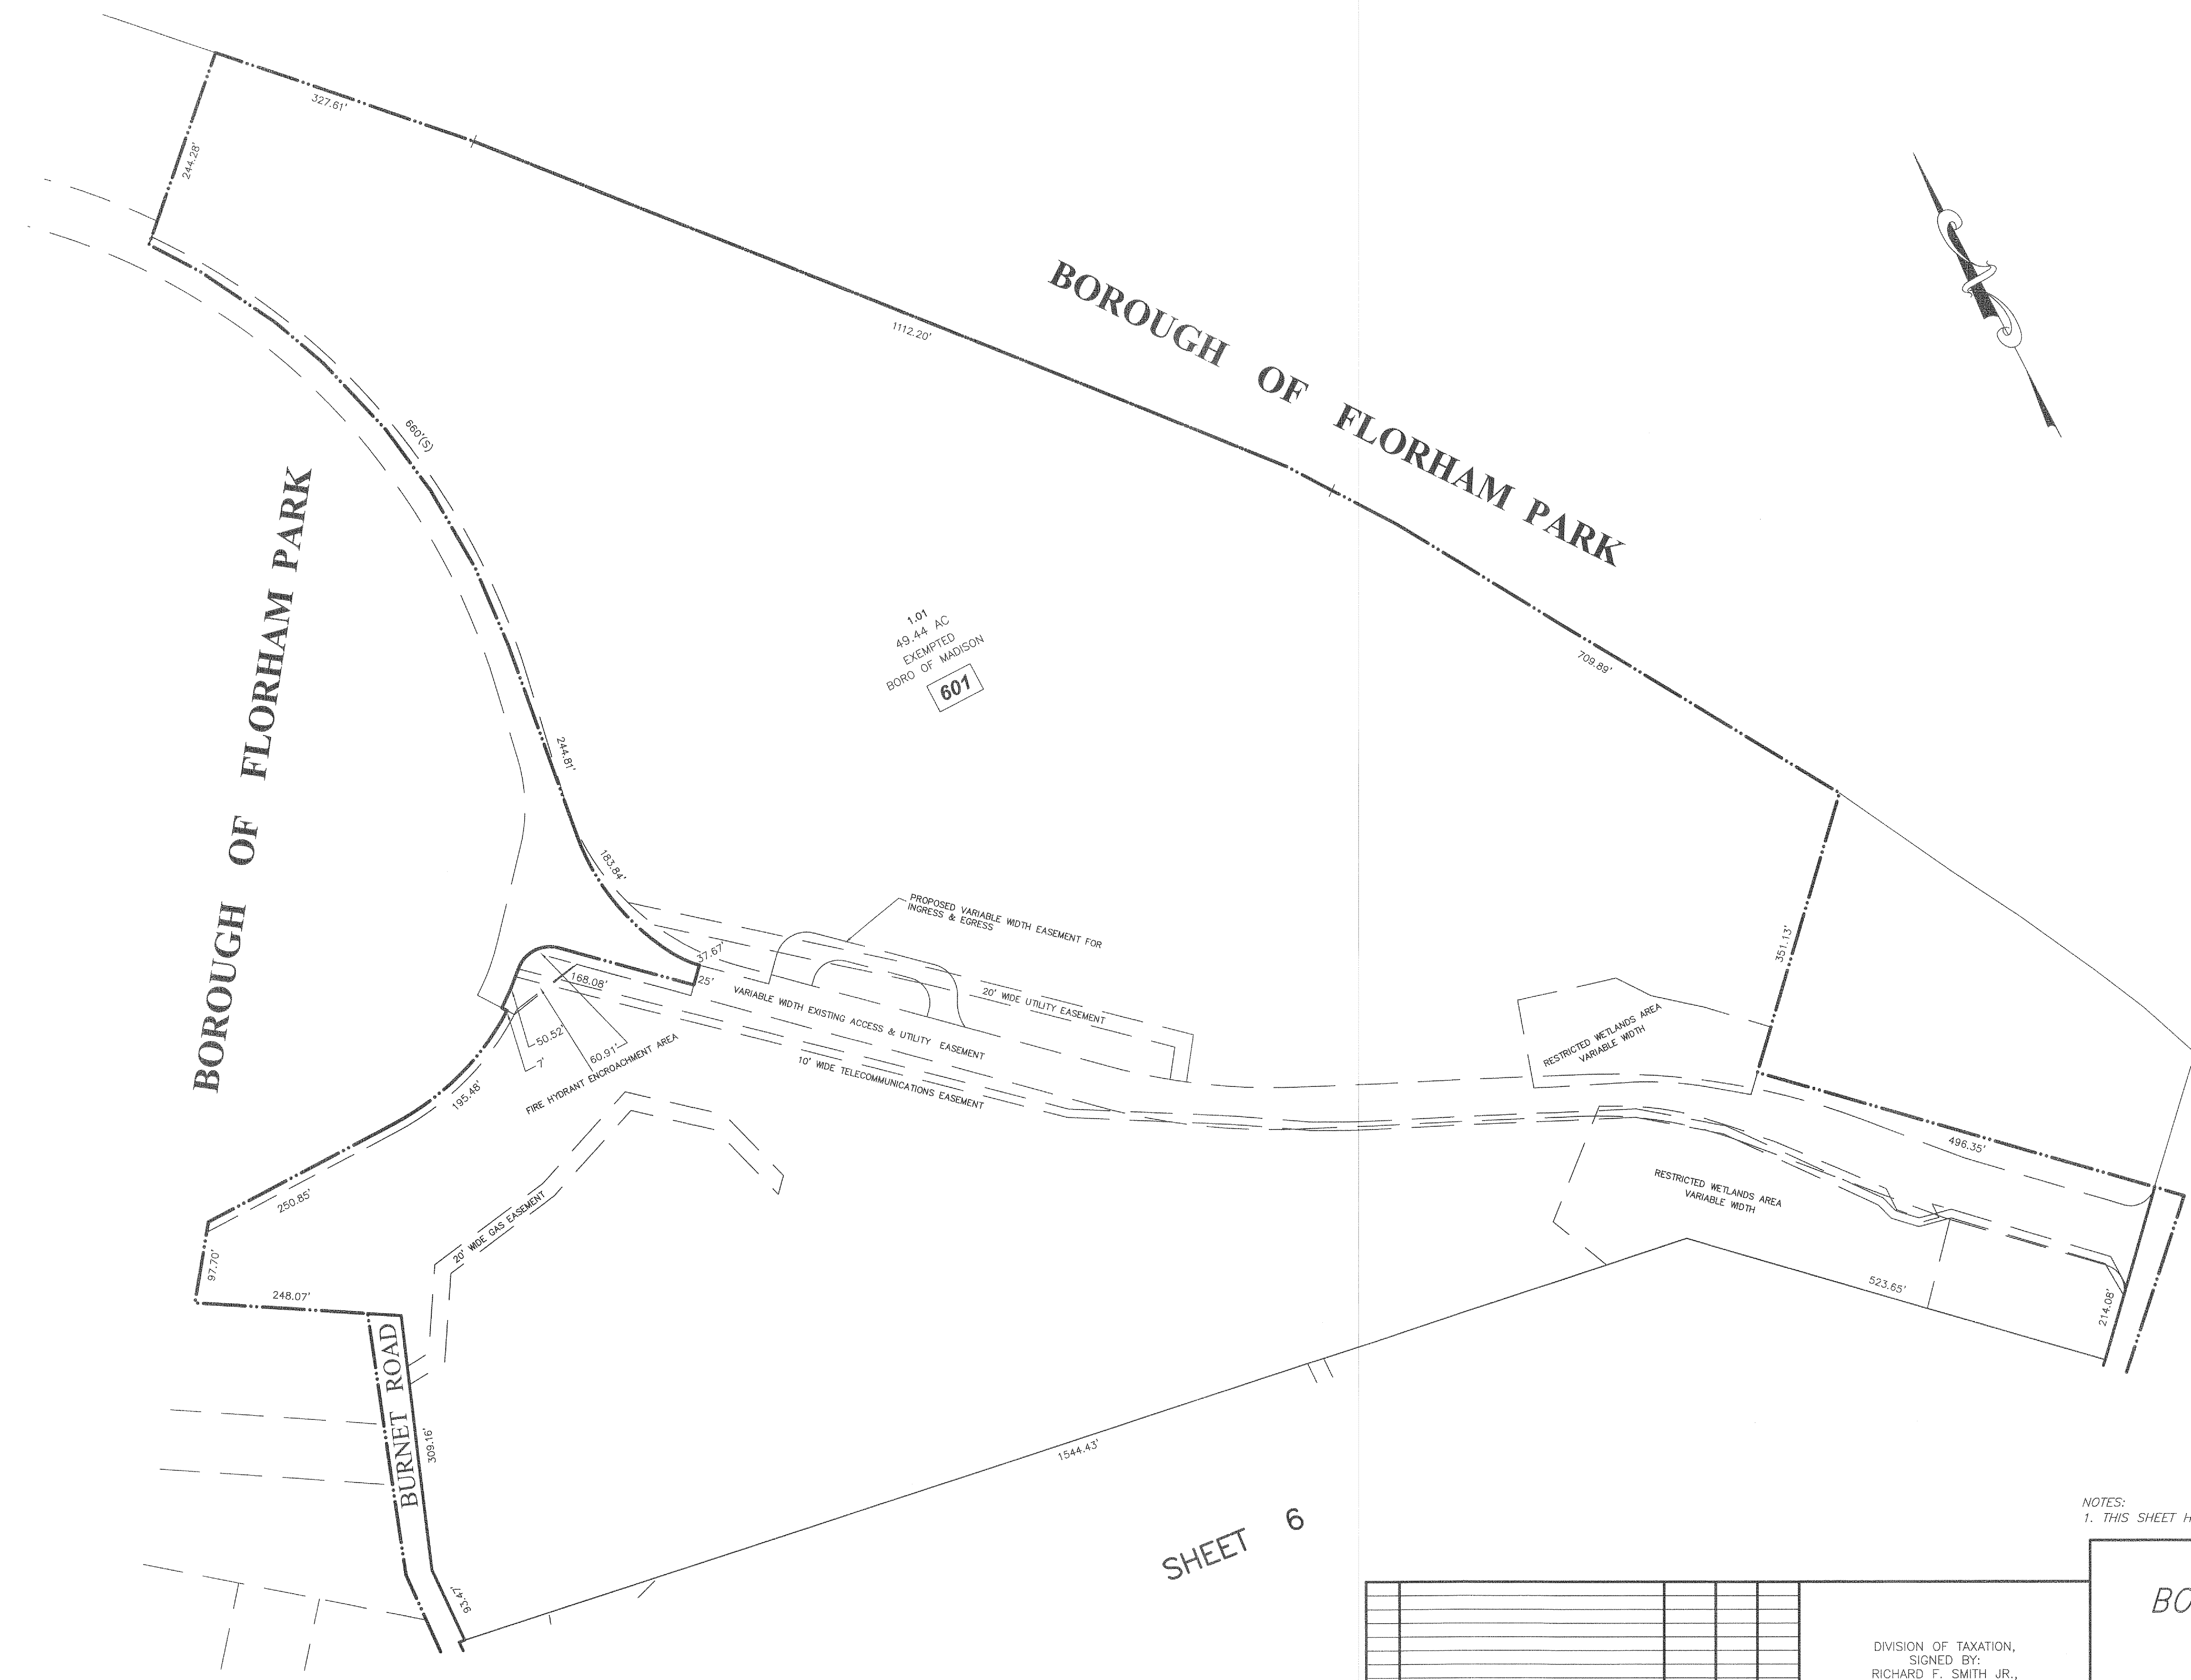 327.61'
244.28'
BOROUGH OF FLORHAM PARK
1112.20'
660'(S)
BOROUGH OF FLORHAM PARK
1.01
49.44 AC
EXEMPTED
BORO OF MADISON
601
709.89'
244.81'
183.84'
PROPOSED VARIABLE WIDTH EASEMENT FOR
INGRESS & EGRESS
351.13'
37.67'
25'
168.08'
VARIABLE WIDTH EXISTING ACCESS & UTILITY EASEMENT
20' WIDE UTILITY EASEMENT
RESTRICTED WETLANDS AREA
VARIABLE WIDTH
50.52'
7'
60.91'
FIRE HYDRANT ENCROACHMENT AREA
10' WIDE TELECOMMUNICATIONS EASEMENT
195.48'
496.35'
RESTRICTED WETLANDS AREA
VARIABLE WIDTH
250.85'
20' WIDE GAS EASEMENT
97.70'
248.07'
523.65'
214.08'
BURNET ROAD
309.16'
1544.43'
93.47'
SHEET 6
NOTES:
1. THIS SHEET H
BO
DIVISION OF TAXATION,
SIGNED BY:
RICHARD F. SMITH JR.,